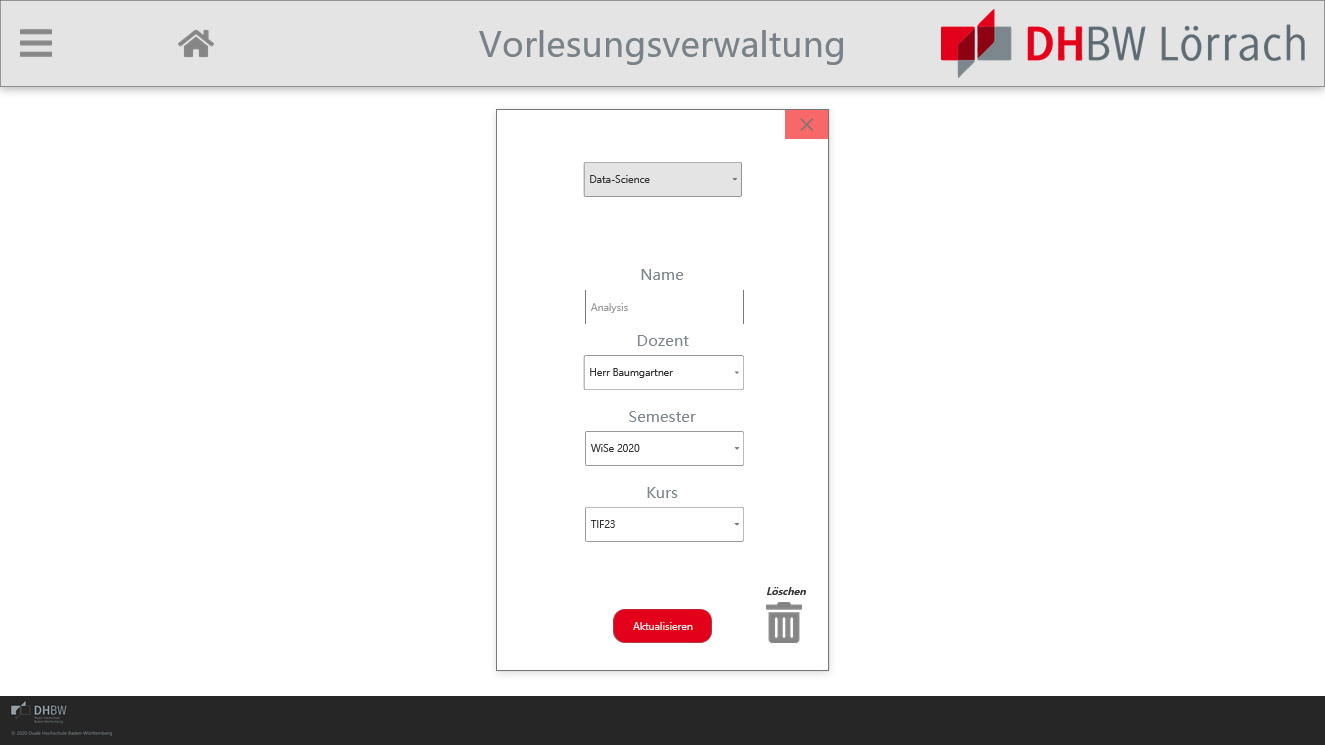 Vorlesungsverwaltung
DHBW Lörrach
Data-Science
Name
Analysis
Dozent
Herr Baumgartner
Semester
WiSe 2020
Kurs
TIF23
Löschen
Aktualisieren
DHBW
Duale Hochschule
Baden-Württemberg
© 2020 Duale Hochschule Baden-Württemberg